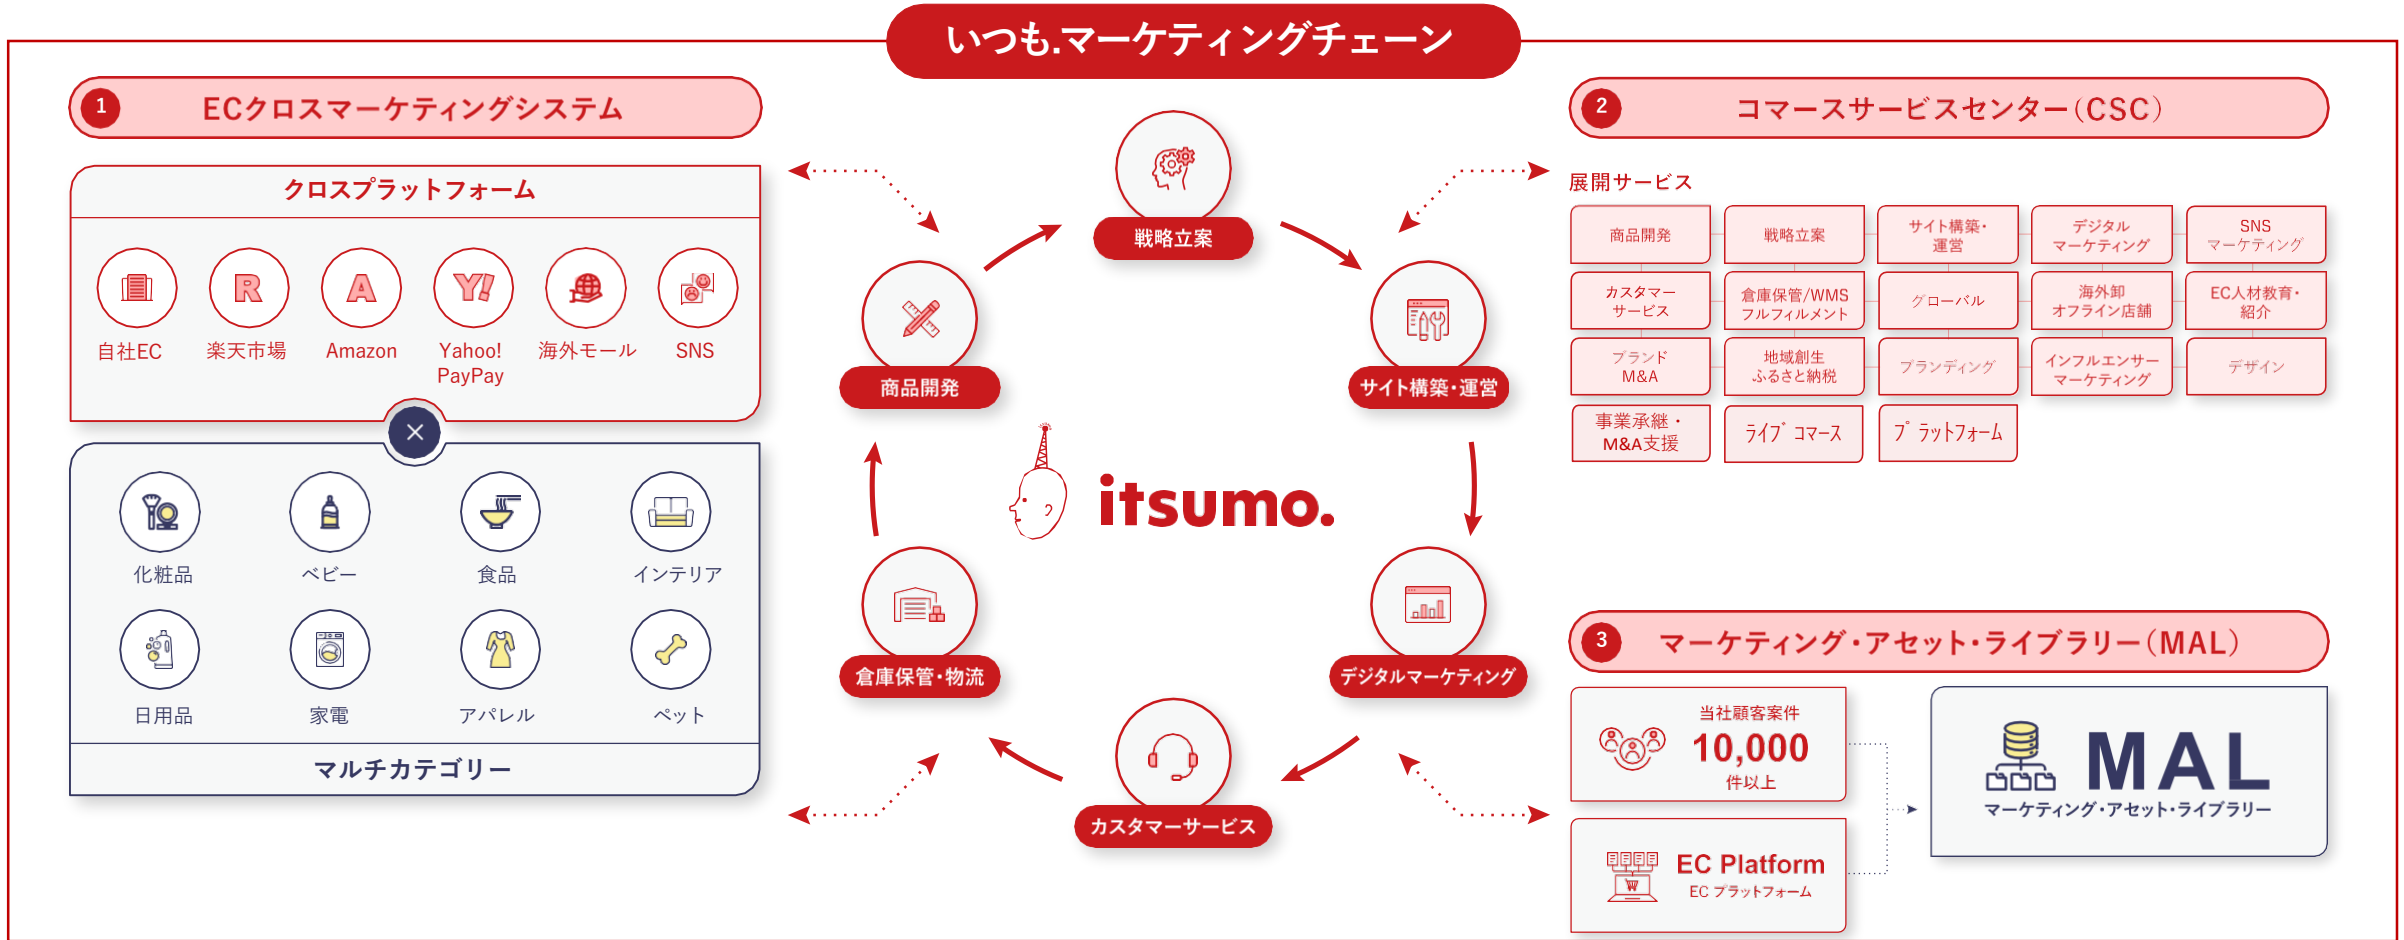 いつも.マーケティングチェーン
1
ECクロスマーケティングシステム
クロスプラットフォーム
R
A
Y!
自社EC
楽天市場
Amazon
Yahoo!
PayPay
海外モール
SNS
×
化粧品
ベビー
食品
インテリア
日用品
家電
アパレル
ペット
マルチカテゴリー
戦略立案
サイト構築・運営
デジタルマーケティング
カスタマーサービス
倉庫保管・物流
商品開発
itsumo.
2
コマースサービスセンター（CSC）
展開サービス
商品開発
戦略立案
サイト構築・
運営
デジタル
マーケティング
SNS
マーケティング
カスタマー
サービス
倉庫保管/WMS
フルフィルメント
グローバル
海外卸
オフライン店舗
EC人材教育・
紹介
ブランド
M&A
地域創生
ふるさと納税
ブランディング
インフルエンサー
マーケティング
デザイン
事業承継・
M&A支援
ライブコマース
プラットフォーム
3
マーケティング・アセット・ライブラリー（MAL）
当社顧客案件
10,000
件以上
EC Platform
EC プラットフォーム
MAL
マーケティング・アセット・ライブラリー